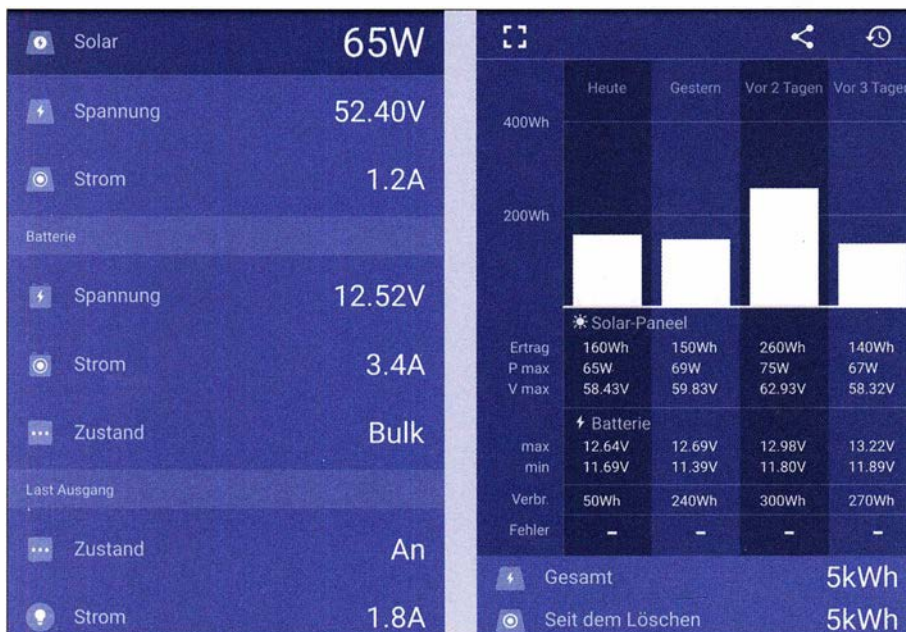 Solar 65W
Spannung 52.40V
Strom 1.2A
Batterie
Spannung 12.52V
Strom 3.4A
Zustand Bulk
Last Ausgang
Zustand An
Strom 1.8A
Heute Gestern Vor 2 Tagen Vor 3 Tagen
400Wh
200Wh
Solar-Paneel
Ertrag 160Wh 150Wh 260Wh 140Wh
P max 65W 69W 75W 67W
V max 58.43V 59.83V 62.93V 58.32V
Batterie
max 12.64V 12.69V 12.98V 13.22V
min 11.69V 11.39V 11.80V 11.89V
Verbr. 50Wh 240Wh 300Wh 270Wh
Fehler – – – –
Gesamt 5kWh
Seit dem Löschen 5kWh